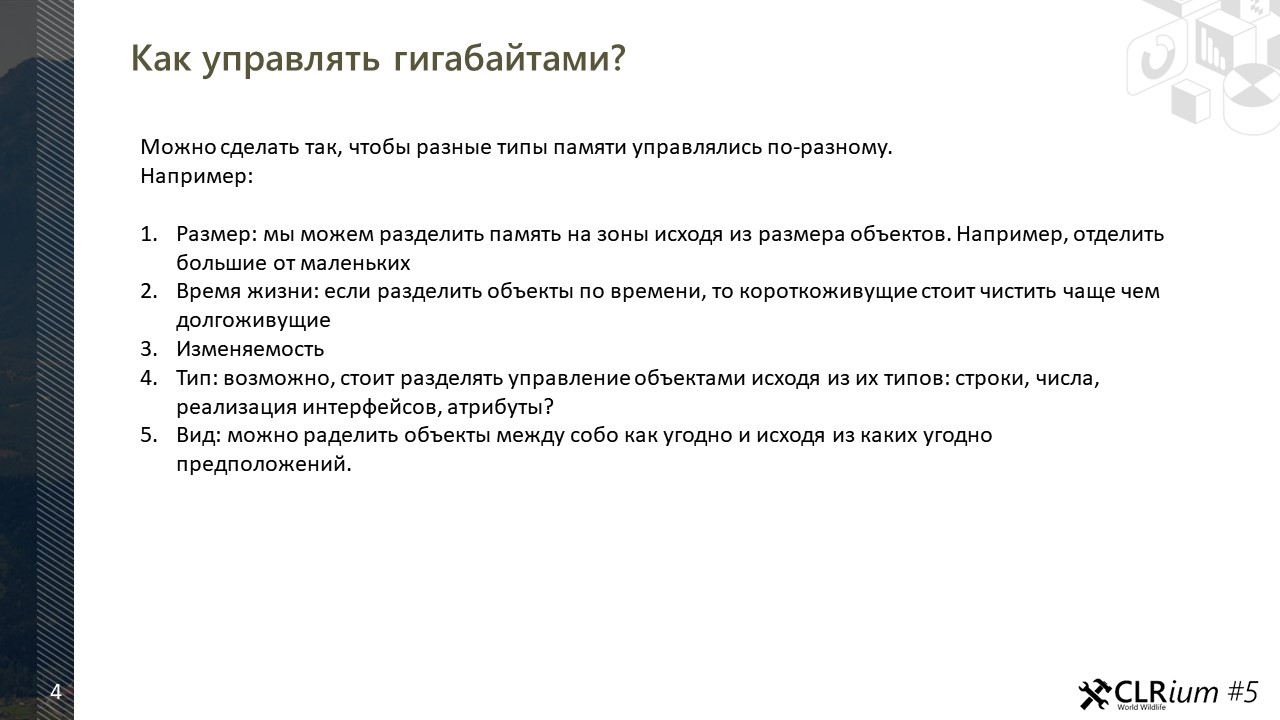 Как управлять гигабайтами?
Можно сделать так, чтобы разные типы памяти управлялись по-разному.
Например:
1. Размер: мы можем разделить память на зоны исходя из размера объектов. Например, отделить
большие от маленьких
2. Время жизни: если разделить объекты по времени, то короткоживущие стоит чистить чаще чем
долгоживущие
3. Изменяемость
4. Тип: возможно, стоит разделять управление объектами исходя из их типов: строки, числа,
реализация интерфейсов, атрибуты?
5. Вид: можно раделить объекты между собо как угодно и исходя из каких угодно
предположений.
4
CLRium #5
World Wildlife